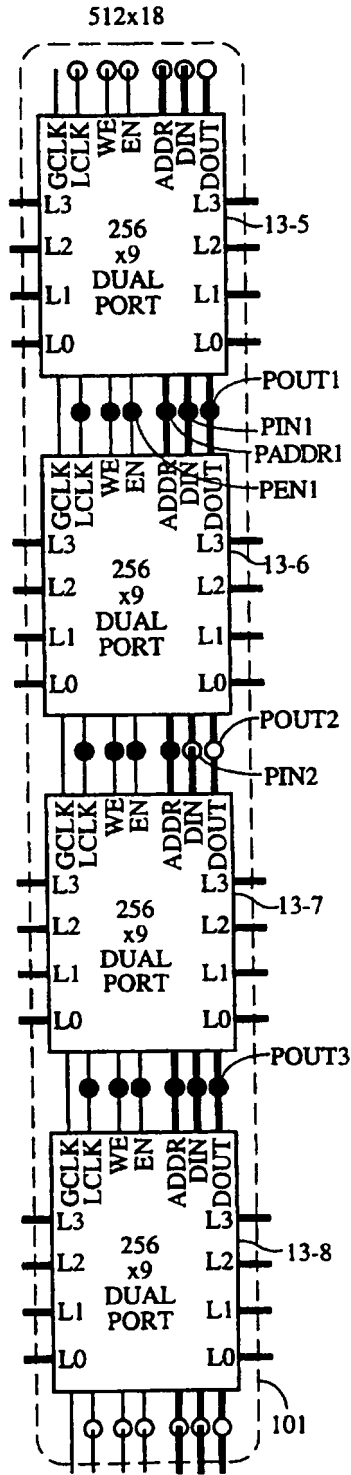 512x18
GCLK LCLK WE EN ADDR DIN DOUT
L3 L3 13-5
L2 256 L2
x9
L1 DUAL L1
PORT
L0 L0
POUT1
PIN1
PADDR1
PEN1
GCLK LCLK WE EN ADDR DIN DOUT
L3 L3 13-6
L2 256 L2
x9
L1 DUAL L1
PORT
L0 L0
POUT2
PIN2
GCLK LCLK WE EN ADDR DIN DOUT
L3 L3 13-7
L2 256 L2
x9
L1 DUAL L1
PORT
L0 L0
POUT3
GCLK LCLK WE EN ADDR DIN DOUT
L3 L3 13-8
L2 256 L2
x9
L1 DUAL L1
PORT
L0 L0
101